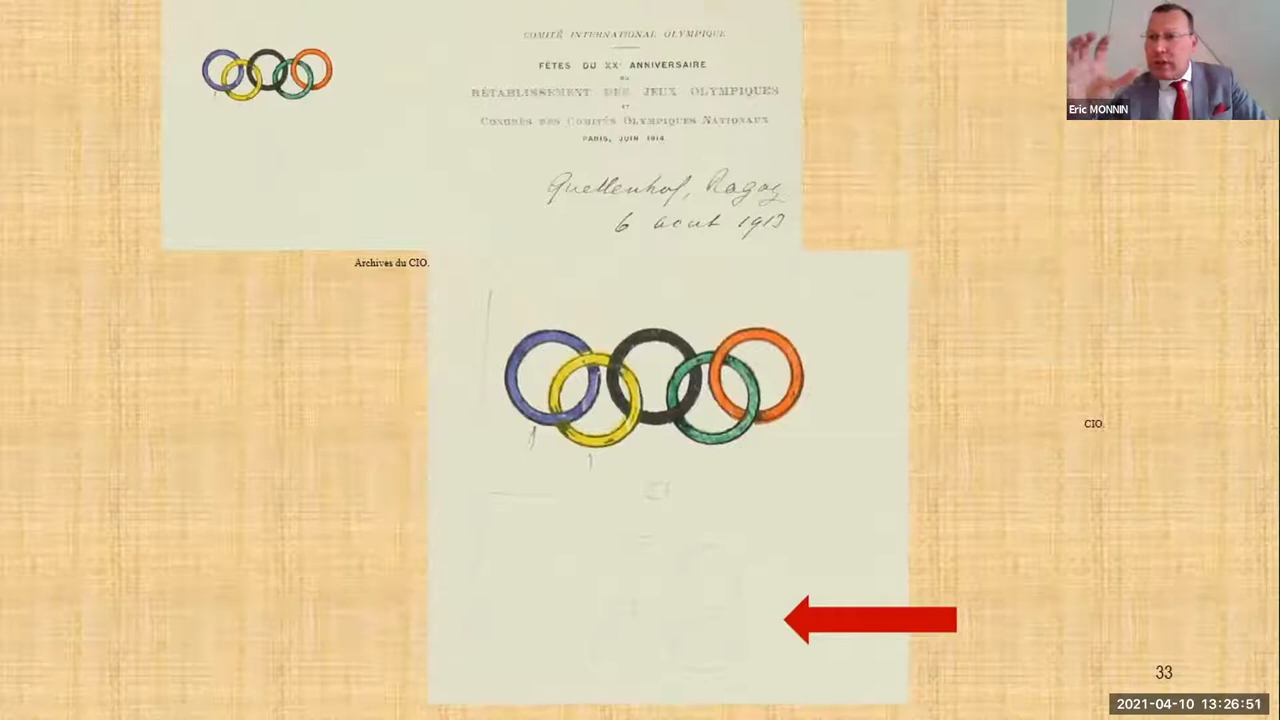 COMITÉ INTERNATIONAL OLYMPIQUE
FÊTES DU XXᵉ ANNIVERSAIRE
DU
RÉTABLISSEMENT DES JEUX OLYMPIQUES
ET
CONGRÈS DES COMITÉS OLYMPIQUES NATIONAUX
PARIS, JUIN 1914
Quellenhof, Ragaz
6 aout 1913
Eric MONNIN
Archives du CIO.
CIO.
33
2021-04-10 13:26:51